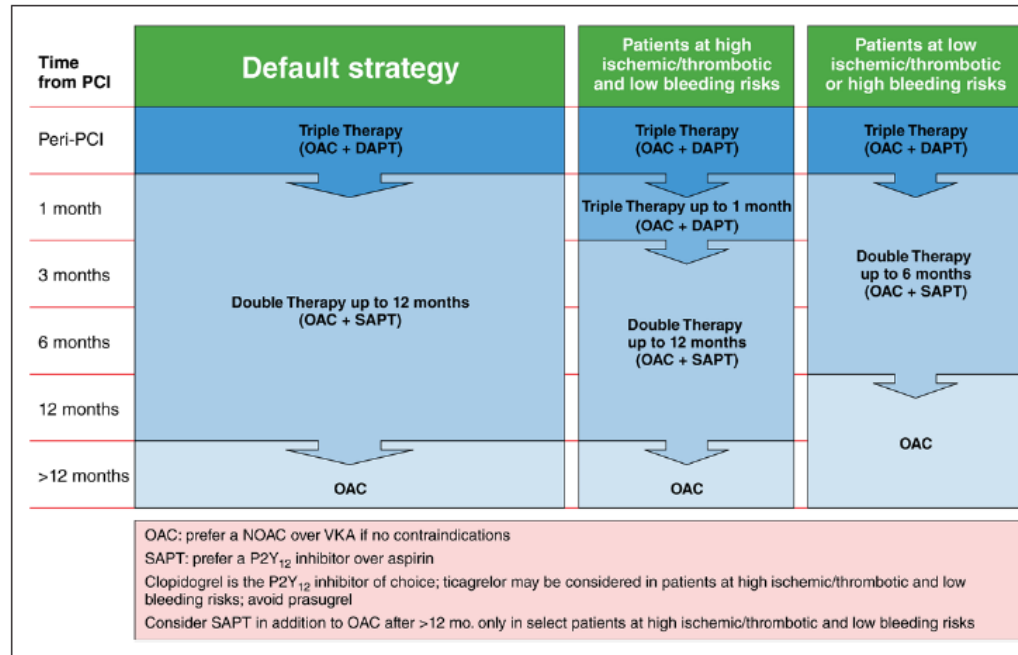 Time
from PCI
Default strategy
Patients at high
ischemic/thrombotic
and low bleeding risks
Patients at low
ischemic/thrombotic
or high bleeding risks
Peri-PCI
Triple Therapy
(OAC + DAPT)
Triple Therapy
(OAC + DAPT)
Triple Therapy
(OAC + DAPT)
1 month
Triple Therapy up to 1 month
(OAC + DAPT)
3 months
Double Therapy up to 12 months
(OAC + SAPT)
Double Therapy
up to 6 months
(OAC + SAPT)
6 months
Double Therapy
up to 12 months
(OAC + SAPT)
12 months
OAC
>12 months
OAC
OAC
OAC: prefer a NOAC over VKA if no contraindications
SAPT: prefer a P2Y₁₂ inhibitor over aspirin
Clopidogrel is the P2Y₁₂ inhibitor of choice; ticagrelor may be considered in patients at high ischemic/thrombotic and low
bleeding risks; avoid prasugrel
Consider SAPT in addition to OAC after >12 mo. only in select patients at high ischemic/thrombotic and low bleeding risks